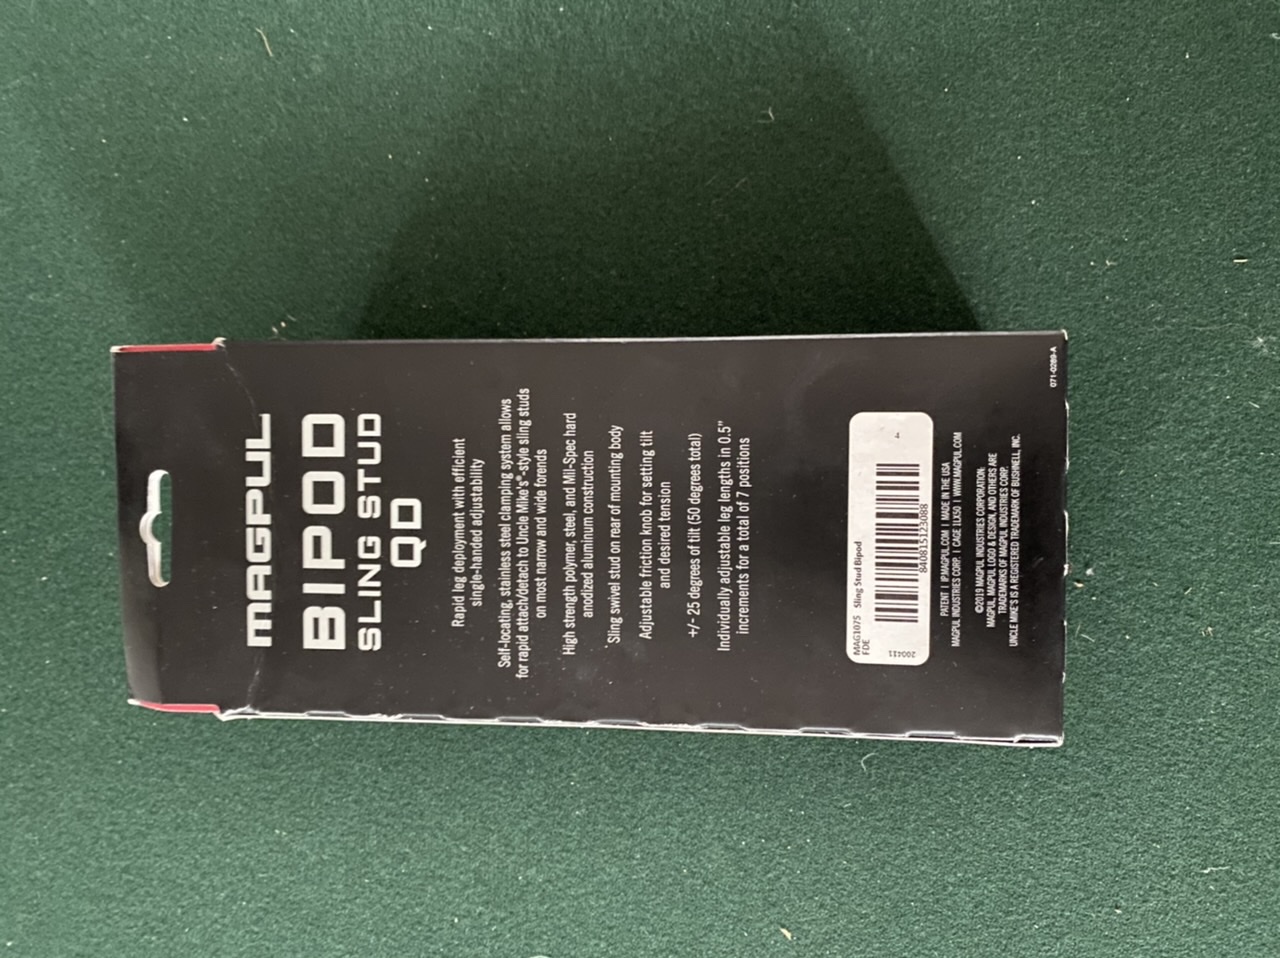 MAGPUL
BIPOD
SLING STUD
QD
Rapid leg deployment with efficient
single-handed adjustability
Self-locating, stainless steel clamping system allows
for rapid attach/detach to Uncle Mike's®-style sling studs
on most narrow and wide forends
High strength polymer, steel, and Mil-Spec hard
anodized aluminum construction
Sling swivel stud on rear of mounting body
Adjustable friction knob for setting tilt
and desired tension
+/- 25 degrees of tilt (50 degrees total)
Individually adjustable leg lengths in 0.5"
increments for a total of 7 positions
MAG1075 Sling Stud Bipod
FDE
200411
4
840815123088
PATENT | IP.MAGPUL.COM | MADE IN THE USA
MAGPUL INDUSTRIES CORP. | CAGE 1LX50 | WWW.MAGPUL.COM
©2019 MAGPUL INDUSTRIES CORPORATION.
MAGPUL, MAGPUL LOGO & DESIGN, AND OTHERS ARE
TRADEMARKS OF MAGPUL INDUSTRIES CORP.
UNCLE MIKE'S IS A REGISTERED TRADEMARK OF BUSHNELL, INC.
071-0289-A